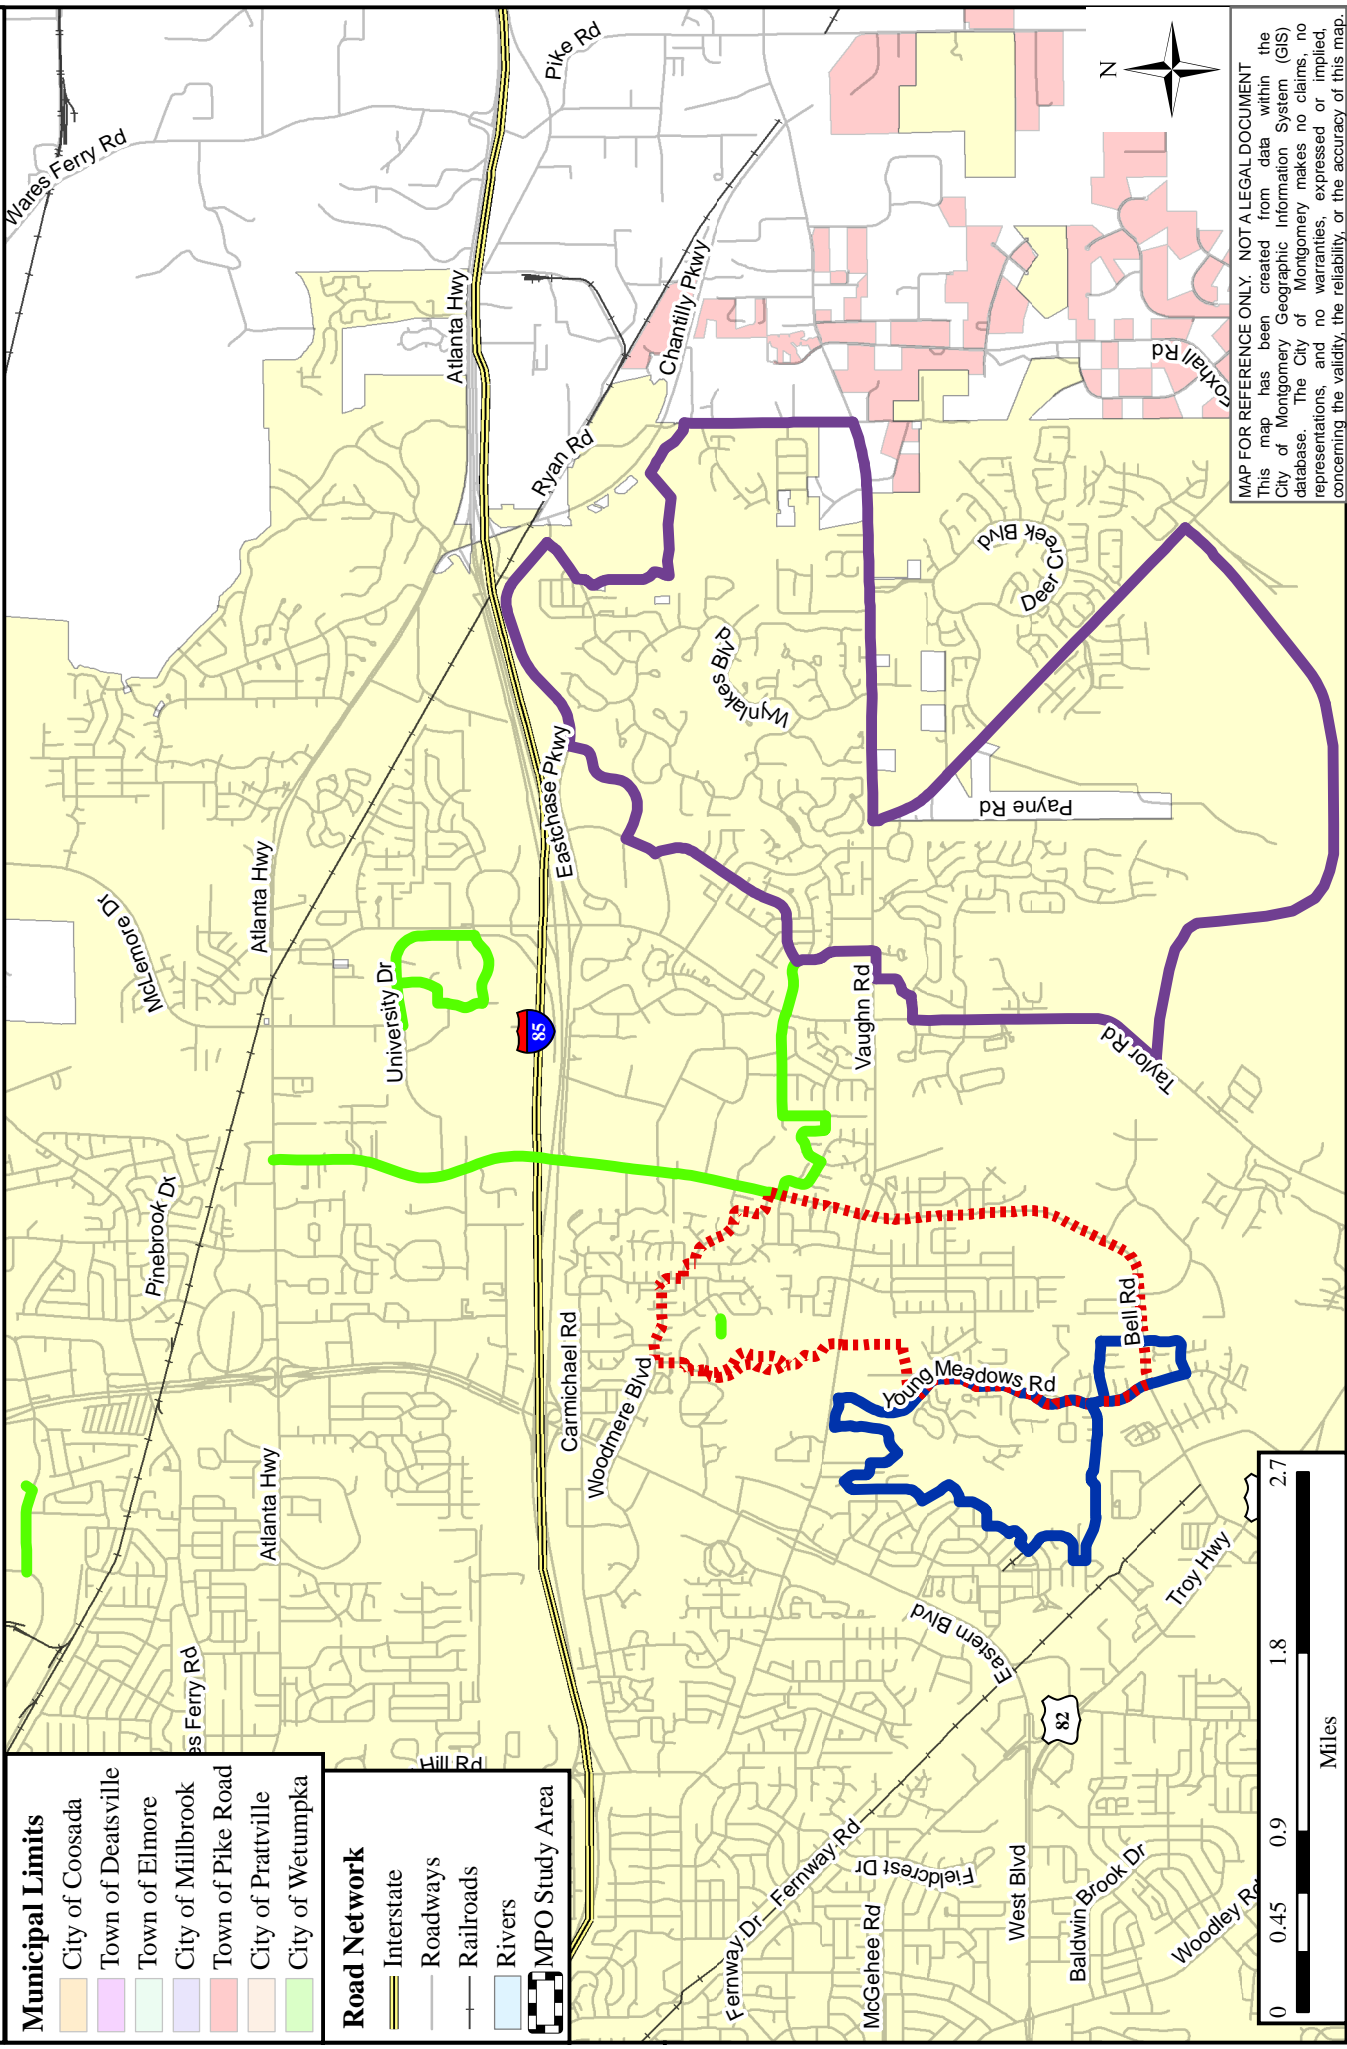 Municipal Limits
City of Coosada
Town of Deatsville
Town of Elmore
City of Millbrook
Town of Pike Road
City of Prattville
City of Wetumpka
Road Network
Interstate
Roadways
Railroads
Rivers
MPO Study Area
es Ferry Rd
Hill Rd
Atlanta Hwy
Pinebrook Dr
McLemore Dr
Atlanta Hwy
University Dr
Wares Ferry Rd
Atlanta Hwy
Pike Rd
Chantilly Pkwy
Ryan Rd
Eastchase Pkwy
85
Carmichael Rd
Woodmere Blvd
Wynlakes Blvd
Vaughn Rd
Deer Creek Blvd
Foxhall Rd
Payne Rd
Taylor Rd
Bell Rd
Young Meadows Rd
Eastern Blvd
Troy Hwy
82
Fernway Dr
Fernway Rd
Fieldcrest Dr
McGehee Rd
West Blvd
Baldwin Brook Dr
Woodley Rd
0 0.45 0.9 1.8 2.7
Miles
N
MAP FOR REFERENCE ONLY. NOT A LEGAL DOCUMENT
This map has been created from data within the
City of Montgomery Geographic Information System (GIS)
database. The City of Montgomery makes no claims, no
representations, and no warranties, expressed or implied,
concerning the validity, the reliability, or the accuracy of this map.